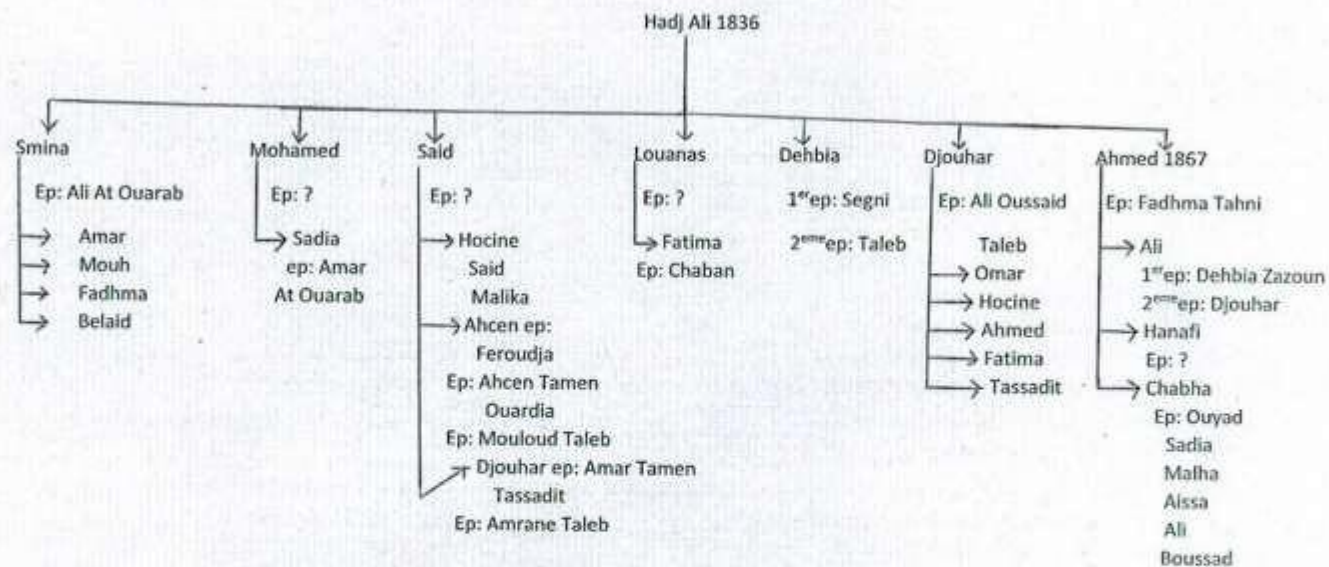 Hadj Ali 1836
Smina
Ep: Ali At Ouarab
Amar
Mouh
Fadhma
Belaid
Mohamed
Ep: ?
Sadia
ep: Amar
At Ouarab
Said
Ep: ?
Hocine
Said
Malika
Ahcen ep:
Feroudja
Ep: Ahcen Tamen
Ouardia
Ep: Mouloud Taleb
Djouhar ep: Amar Tamen
Tassadit
Ep: Amrane Taleb
Louanas
Ep: ?
Fatima
Ep: Chaban
Dehbia
1er ep: Segni
2eme ep: Taleb
Djouhar
Ep: Ali Oussaid
Taleb
Omar
Hocine
Ahmed
Fatima
Tassadit
Ahmed 1867
Ep: Fadhma Tahni
Ali
1er ep: Dehbia Zazoun
2eme ep: Djouhar
Hanafi
Ep: ?
Chabha
Ep: Ouyad
Sadia
Malha
Aissa
Ali
Boussad